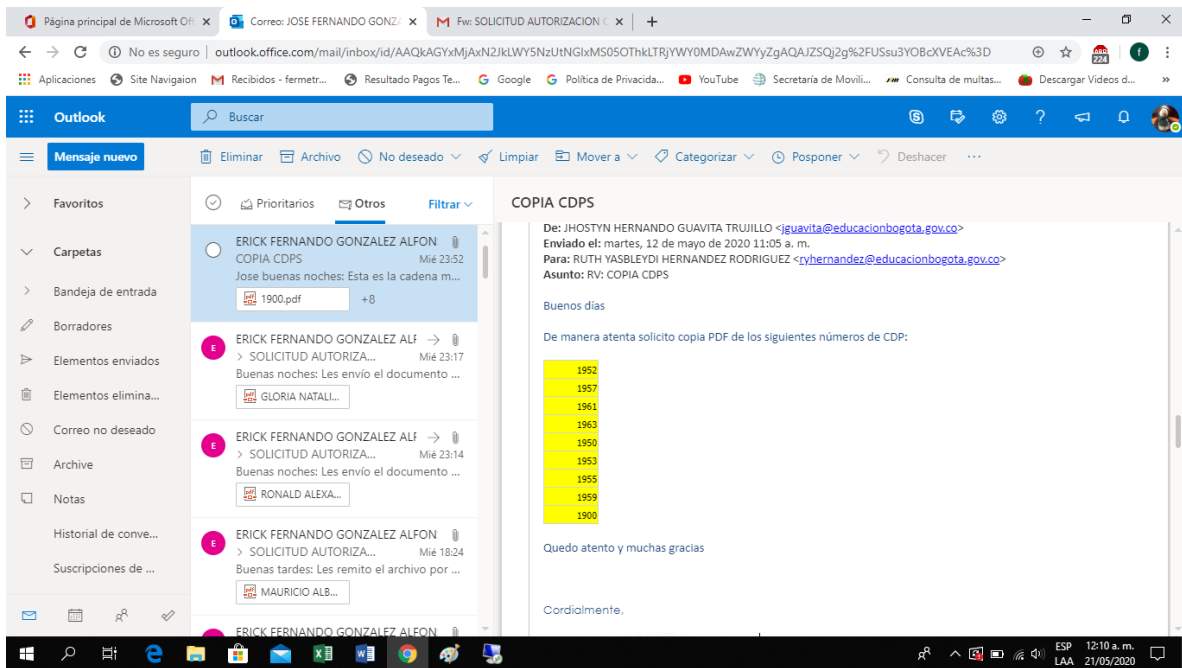 Página principal de Microsoft Off
Correo: JOSE FERNANDO GONZA
Fw: SOLICITUD AUTORIZACION C
No es seguro
outlook.office.com/mail/inbox/id/AAQkAGYxMjAxN2JkLWY5NzUtNGIxMS05OThkLTRjYWY0MDAwZWYyZgAQAJZSQj2g%2FUSsu3YOBcXVEAc%3D
224
f
Aplicaciones
Site Navigaion
Recibidos - fermetr...
Resultado Pagos Te...
Google
Política de Privacida...
YouTube
Secretaría de Movili...
Consulta de multas...
Descargar Videos d...
Outlook
Buscar
Mensaje nuevo
Eliminar
Archivo
No deseado
Limpiar
Mover a
Categorizar
Posponer
Deshacer
Favoritos
Carpetas
Bandeja de entrada
Borradores
Elementos enviados
Elementos elimina...
Correo no deseado
Archive
Notas
Historial de conve...
Suscripciones de ...
Prioritarios
Otros
Filtrar
ERICK FERNANDO GONZALEZ ALFON
COPIA CDPS Mié 23:52
Jose buenas noches: Esta es la cadena m...
1900.pdf +8
E
ERICK FERNANDO GONZALEZ ALF
> SOLICITUD AUTORIZA... Mié 23:17
Buenas noches: Les envío el documento ...
GLORIA NATALI...
E
ERICK FERNANDO GONZALEZ ALF
> SOLICITUD AUTORIZA... Mié 23:14
Buenas noches: Les envío el documento ...
RONALD ALEXA...
E
ERICK FERNANDO GONZALEZ ALFON
> SOLICITUD AUTORIZA... Mié 18:24
Buenas tardes: Les remito el archivo por ...
MAURICIO ALB...
ERICK FERNANDO GONZALEZ ALFON
COPIA CDPS
De: JHOSTYN HERNANDO GUAVITA TRUJILLO <jguavita@educacionbogota.gov.co>
Enviado el: martes, 12 de mayo de 2020 11:05 a. m.
Para: RUTH YASBLEYDI HERNANDEZ RODRIGUEZ <ryhernandez@educacionbogota.gov.co>
Asunto: RV: COPIA CDPS
Buenos días
De manera atenta solicito copia PDF de los siguientes números de CDP:
1952
1957
1961
1963
1950
1953
1955
1959
1900
Quedo atento y muchas gracias
Cordialmente,
ESP
LAA
12:10 a. m.
21/05/2020